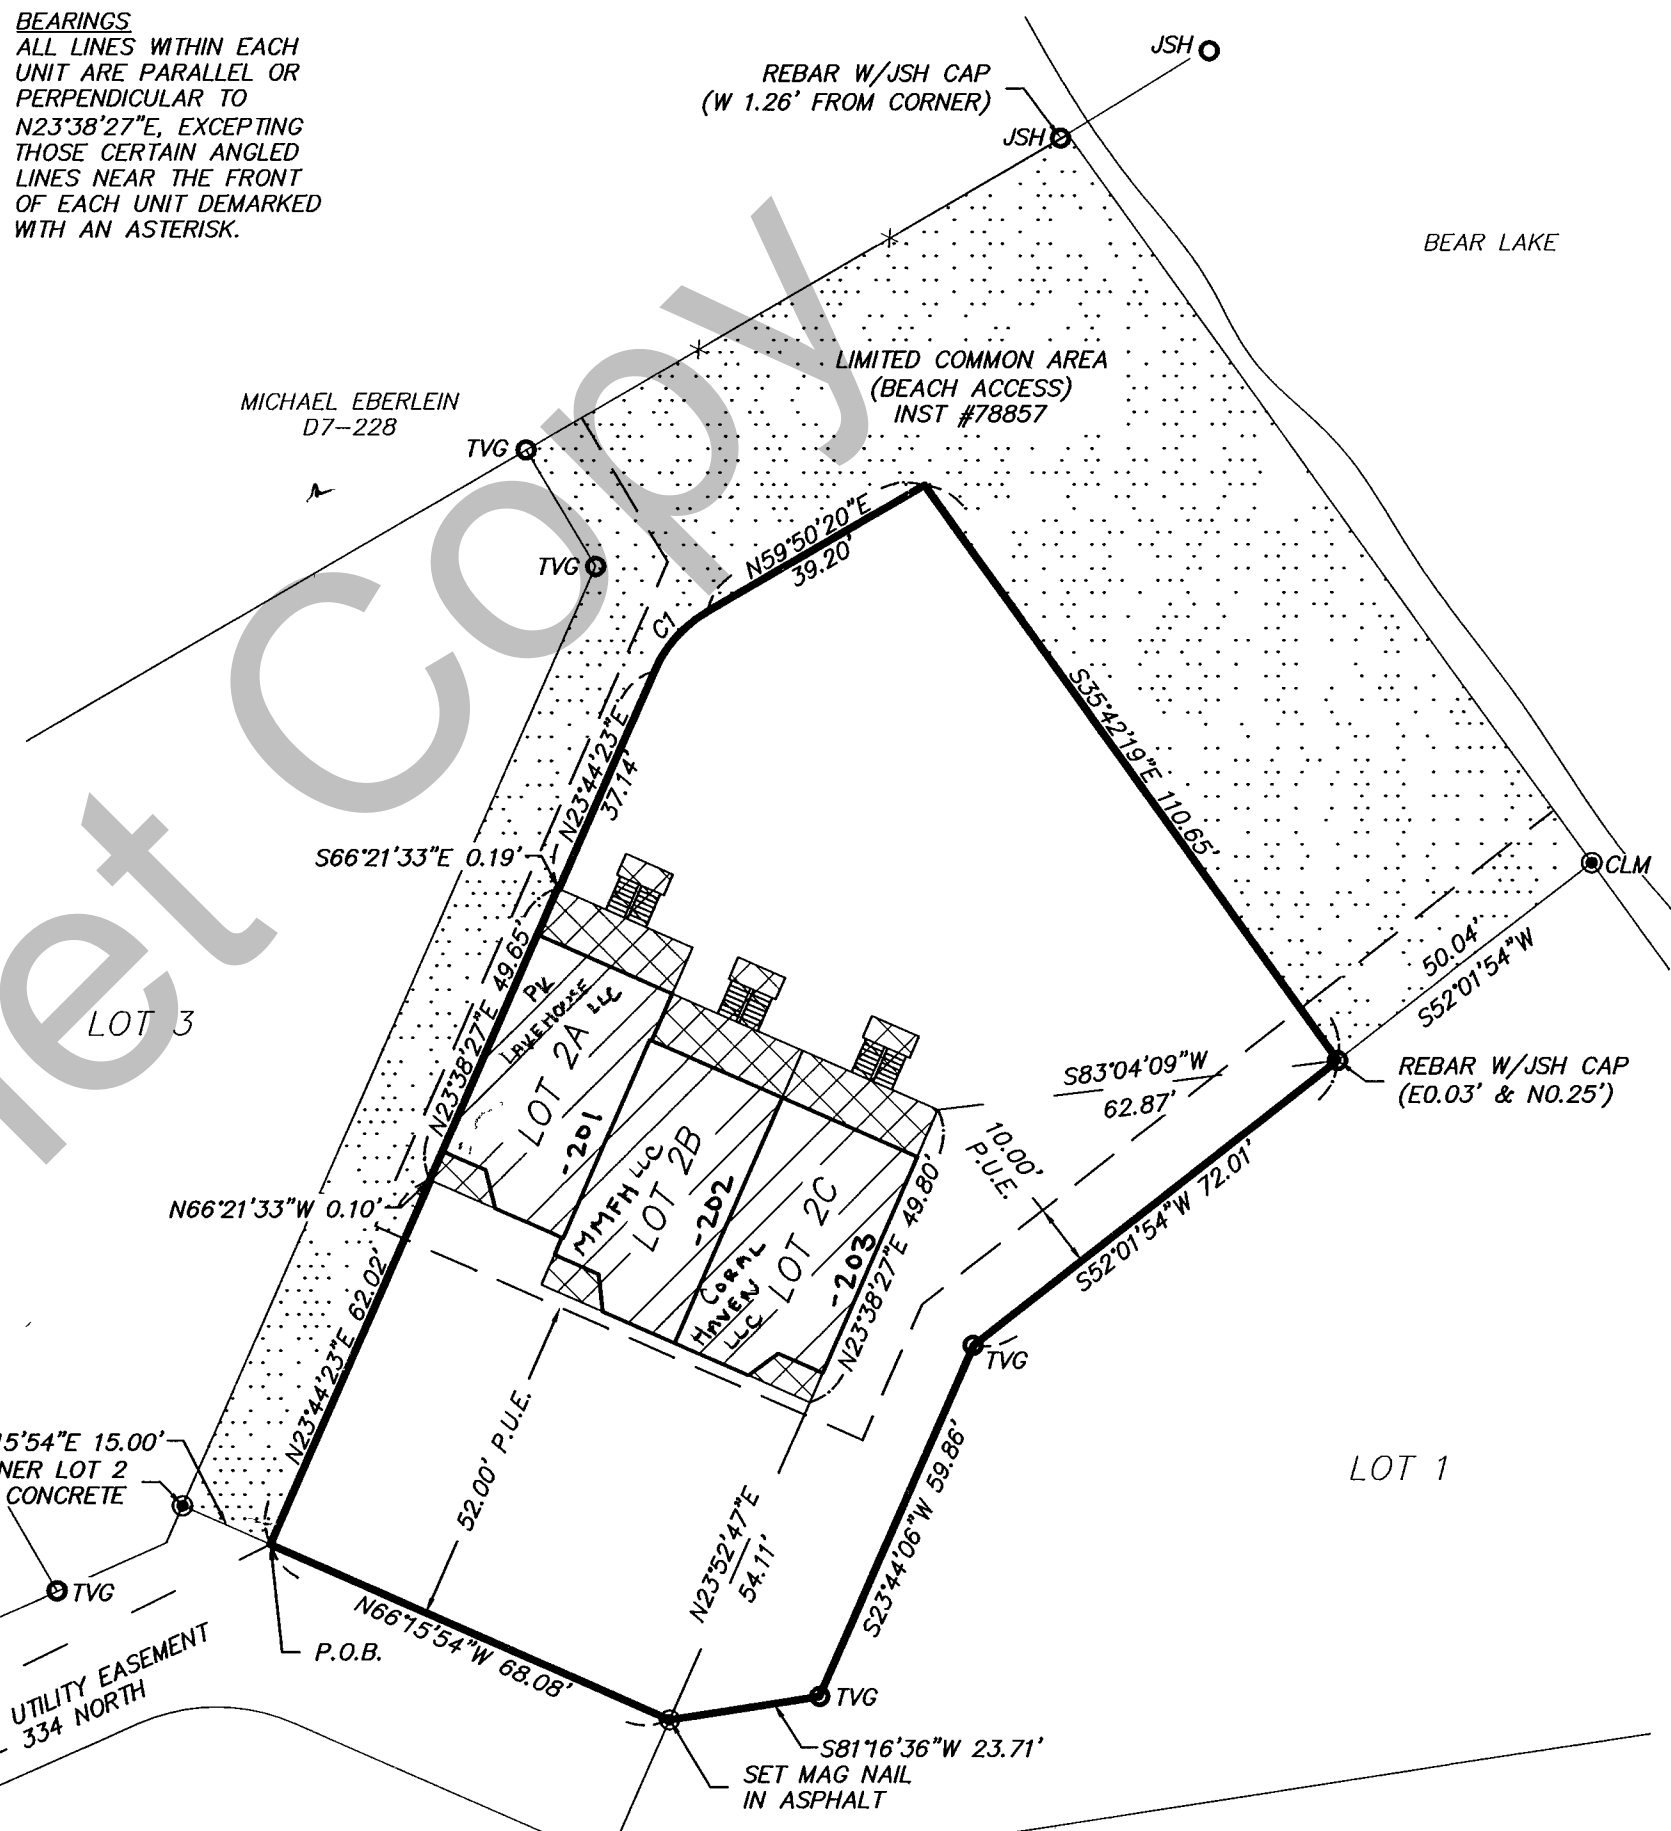 BEARINGS
ALL LINES WITHIN EACH
UNIT ARE PARALLEL OR
PERPENDICULAR TO
N23°38'27"E, EXCEPTING
THOSE CERTAIN ANGLED
LINES NEAR THE FRONT
OF EACH UNIT DEMARKED
WITH AN ASTERISK.
JSH
REBAR W/JSH CAP
(W 1.26' FROM CORNER)
JSH
BEAR LAKE
LIMITED COMMON AREA
(BEACH ACCESS)
INST #78857
MICHAEL EBERLEIN
D7-228
TVG
TVG
N59°50'20"E
39.20'
C1
S35°42'19"E 110.65'
N23°44'23"E
37.14'
S66°21'33"E 0.19'
CLM
50.04'
S52°01'54"W
LOT 3
N23°38'27"E 49.65'
PV
LAKEHOUSE
LLC
LOT 2A
-201
MMFH LLC
LOT 2B
-202
CORAL
HAVEN
LLC
LOT 2C
-203
N23°38'27"E 49.80'
S83°04'09"W
62.87'
REBAR W/JSH CAP
(E0.03' & N0.25')
10.00'
P.U.E.
S52°01'54"W 72.01'
N66°21'33"W 0.10'
N23°44'23"E 62.02'
52.00' P.U.E.
TVG
15'54"E 15.00'
NER LOT 2
CONCRETE
TVG
N23°52'47"E
54.11'
S23°44'06"W 59.86'
LOT 1
P.O.B.
N66°15'54"W 68.08'
UTILITY EASEMENT
334 NORTH
TVG
S81°16'36"W 23.71'
SET MAG NAIL
IN ASPHALT
et Copy